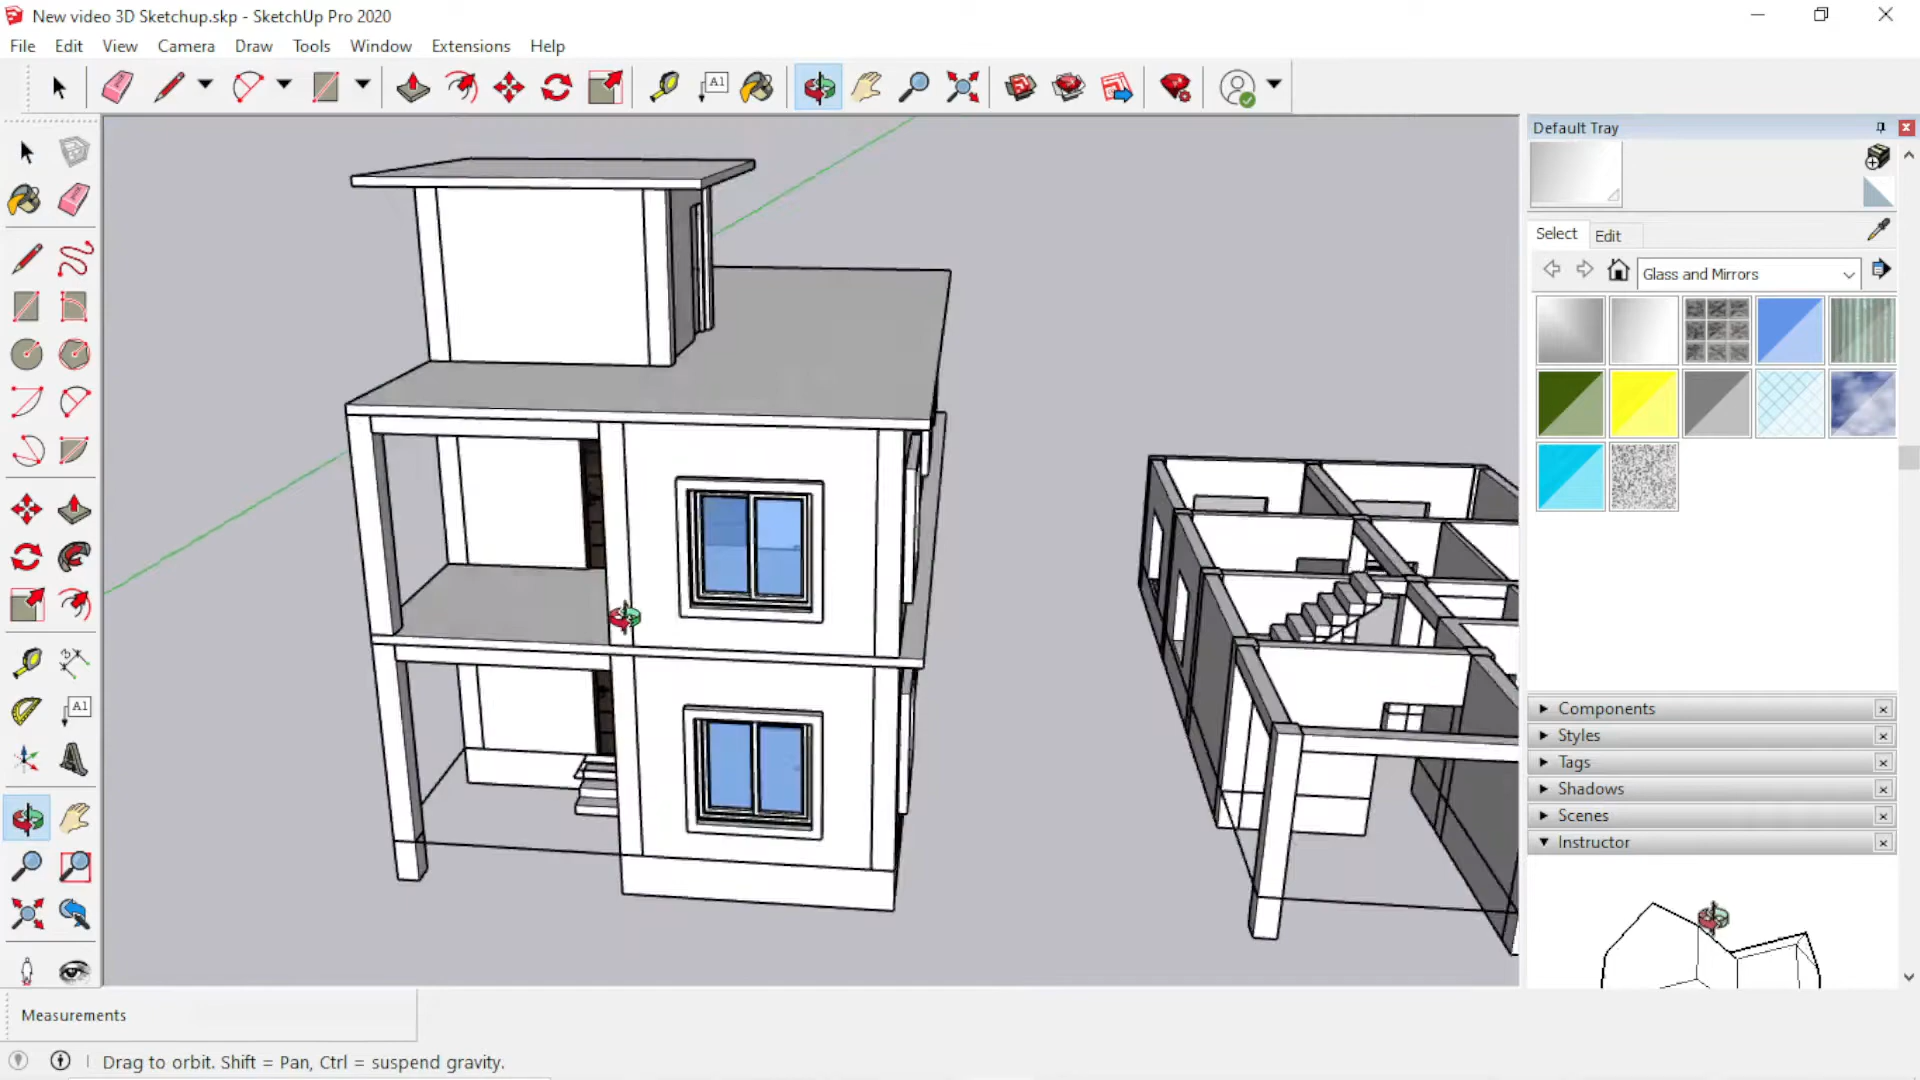 New video 3D Sketchup.skp - SketchUp Pro 2020
File Edit View Camera Draw Tools Window Extensions Help
A1
Default Tray
Select Edit
Glass and Mirrors
A1
Components
Styles
Tags
Shadows
Scenes
Instructor
Measurements
Drag to orbit. Shift = Pan, Ctrl = suspend gravity.